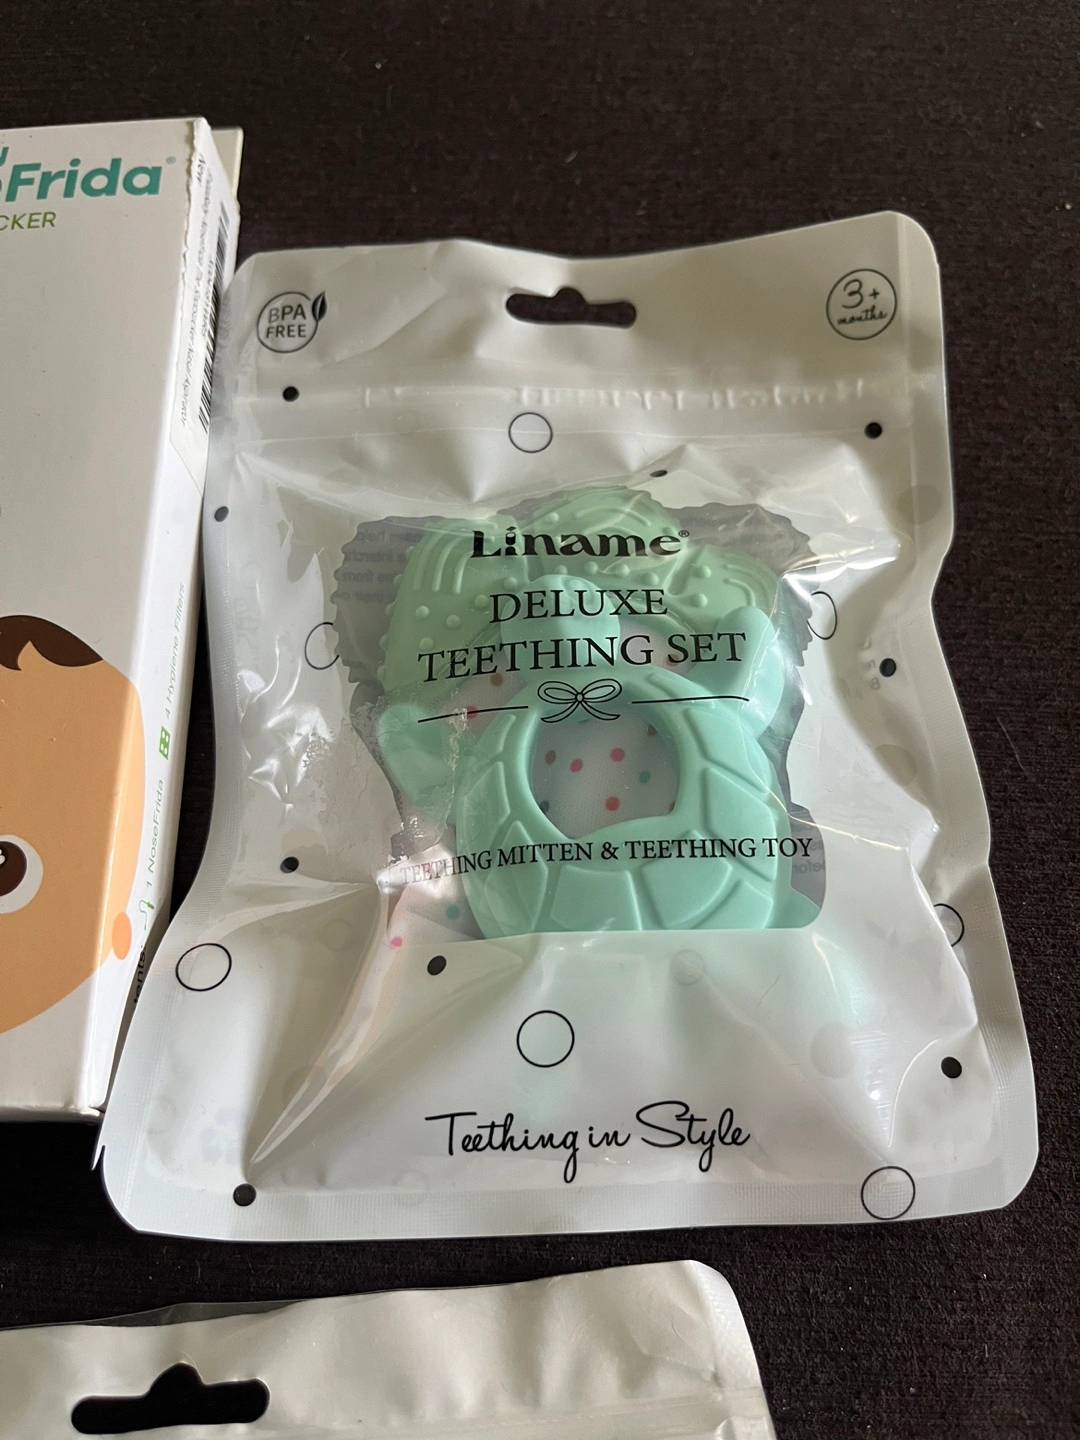 Frida®
CKER
4 Hygiene Filters
1 NoseFrida
BPA
FREE
3+
months
Liname®
DELUXE
TEETHING SET
TEETHING MITTEN & TEETHING TOY
Teething in Style